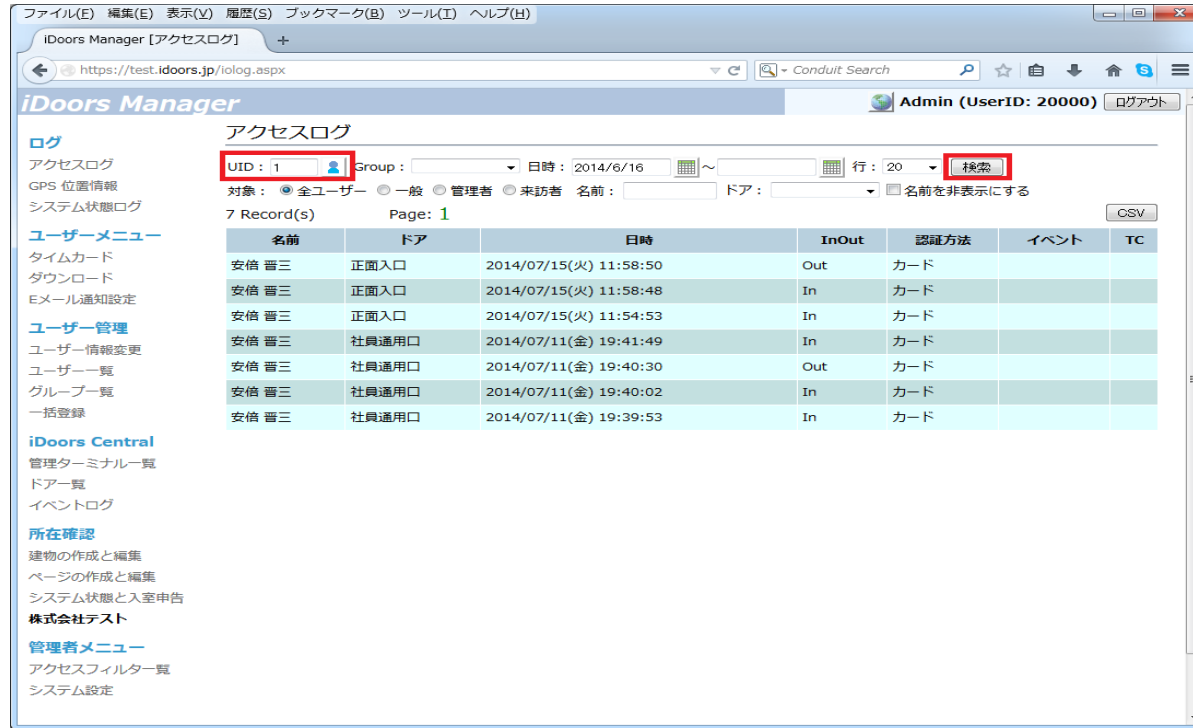 ファイル(F) 編集(E) 表示(V) 履歴(S) ブックマーク(B) ツール(T) ヘルプ(H)
iDoors Manager [アクセスログ] +
https://test.idoors.jp/iolog.aspx Conduit Search
iDoors Manager Admin (UserID: 20000) ログアウト
ログ
アクセスログ
GPS 位置情報
システム状態ログ
ユーザーメニュー
タイムカード
ダウンロード
Eメール通知設定
ユーザー管理
ユーザー情報変更
ユーザー一覧
グループ一覧
一括登録
iDoors Central
管理ターミナル一覧
ドア一覧
イベントログ
所在確認
建物の作成と編集
ページの作成と編集
システム状態と入室申告
株式会社テスト
管理者メニュー
アクセスフィルタ一覧
システム設定
アクセスログ
UID : 1 Group : 日時 : 2014/6/16 ~ 行 : 20 検索
対象 : 全ユーザー 一般 管理者 来訪者 名前 : ドア : 名前を非表示にする
7 Record(s) Page: 1 CSV
名前 ドア 日時 InOut 認証方法 イベント TC
安倍 晋三 正面入口 2014/07/15(火) 11:58:50 Out カード
安倍 晋三 正面入口 2014/07/15(火) 11:58:48 In カード
安倍 晋三 正面入口 2014/07/15(火) 11:54:53 In カード
安倍 晋三 社員通用口 2014/07/11(金) 19:41:49 In カード
安倍 晋三 社員通用口 2014/07/11(金) 19:40:30 Out カード
安倍 晋三 社員通用口 2014/07/11(金) 19:40:02 In カード
安倍 晋三 社員通用口 2014/07/11(金) 19:39:53 In カード